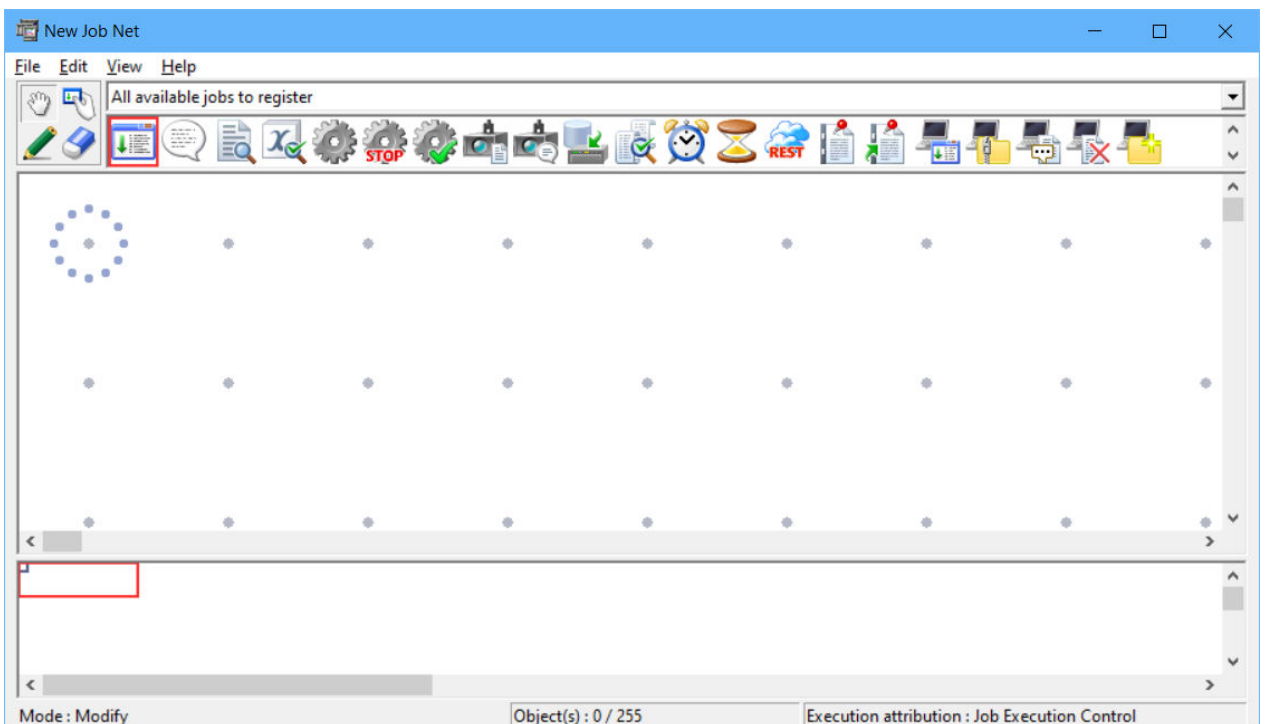 New Job Net
File Edit View Help
All available jobs to register
STOP
REST
Mode : Modify
Object(s) : 0 / 255
Execution attribution : Job Execution Control